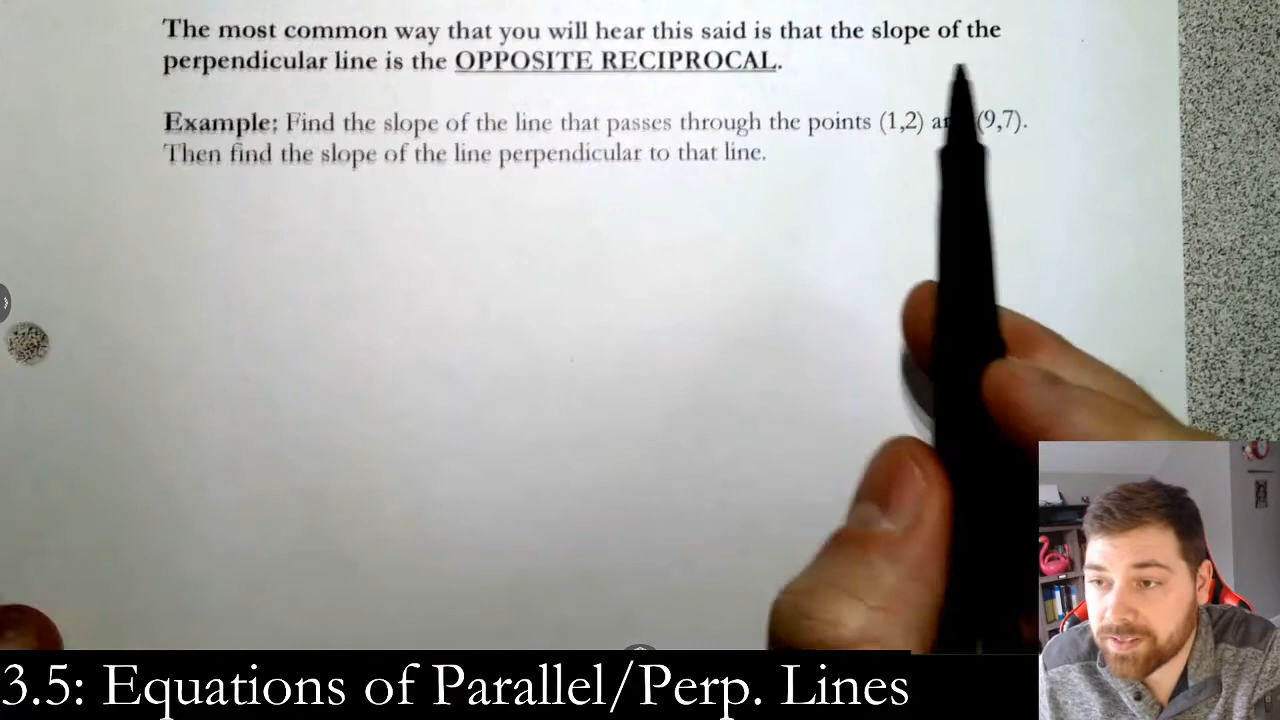 The most common way that you will hear this said is that the slope of the
perpendicular line is the OPPOSITE RECIPROCAL.
Example: Find the slope of the line that passes through the points (1,2) (9,7).
Then find the slope of the line perpendicular to that line.
3.5: Equations of Parallel/Perp. Lines